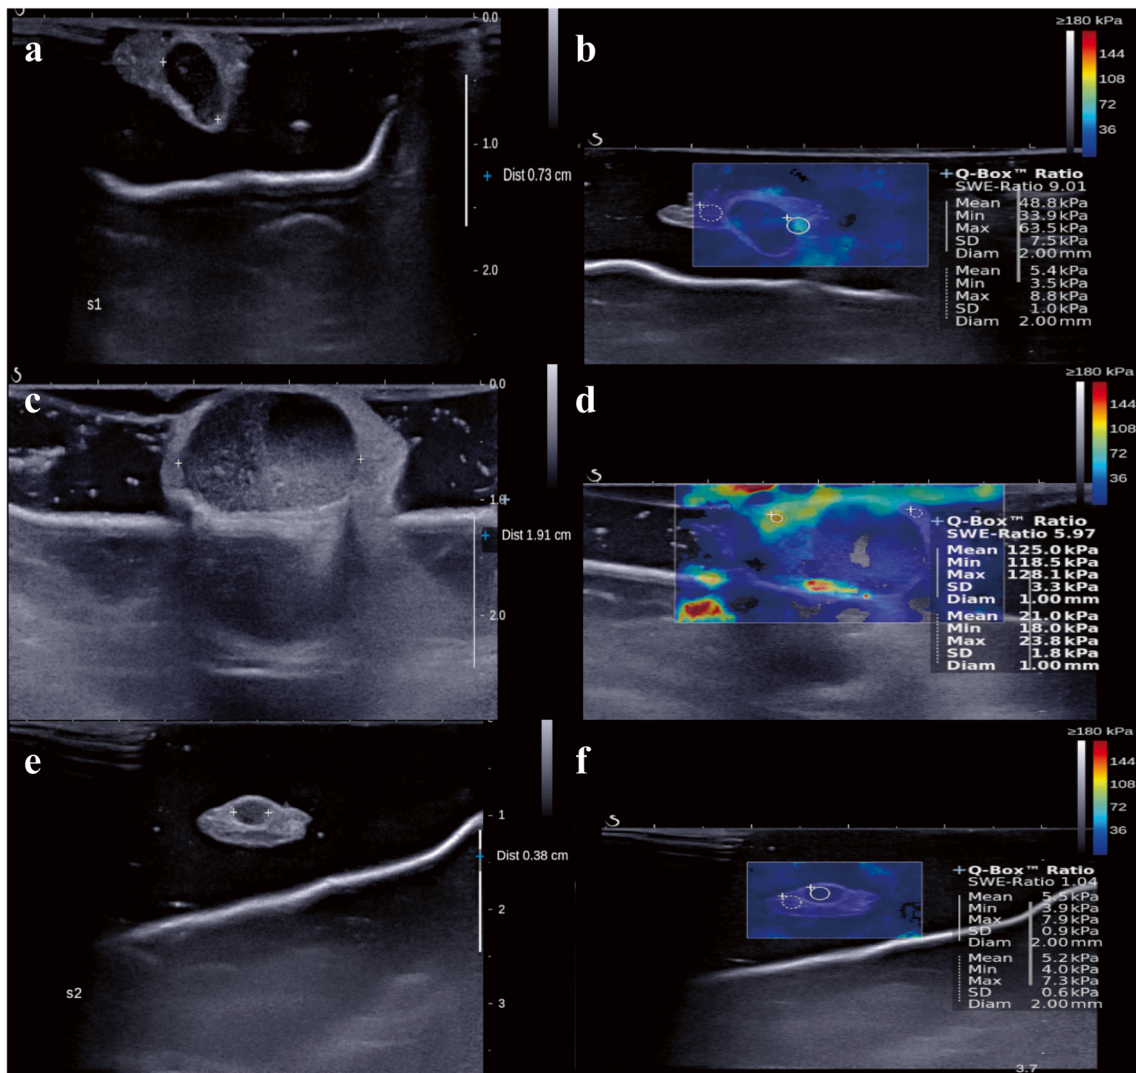 a
S
0.0
1.0
Dist 0.73 cm
2.0
s1
b
≥180 kPa
144
108
72
36
S
Q-Box™ Ratio
SWE-Ratio 9.01
Mean 48.8 kPa
Min 33.9 kPa
Max 63.5 kPa
SD 7.5 kPa
Diam 2.00 mm
Mean 5.4 kPa
Min 3.5 kPa
Max 8.8 kPa
SD 1.0 kPa
Diam 2.00 mm
c
S
0.0
1.0
Dist 1.91 cm
2.0
d
≥180 kPa
144
108
72
36
S
Q-Box™ Ratio
SWE-Ratio 5.97
Mean 125.0 kPa
Min 118.5 kPa
Max 128.1 kPa
SD 3.3 kPa
Diam 1.00 mm
Mean 21.0 kPa
Min 18.0 kPa
Max 23.8 kPa
SD 1.8 kPa
Diam 1.00 mm
e
1
Dist 0.38 cm
2
s2
3
f
≥180 kPa
144
108
72
36
S
Q-Box™ Ratio
SWE-Ratio 1.04
Mean 5.5 kPa
Min 3.9 kPa
Max 7.9 kPa
SD 0.9 kPa
Diam 2.00 mm
Mean 5.2 kPa
Min 4.0 kPa
Max 7.3 kPa
SD 0.6 kPa
Diam 2.00 mm
3.7